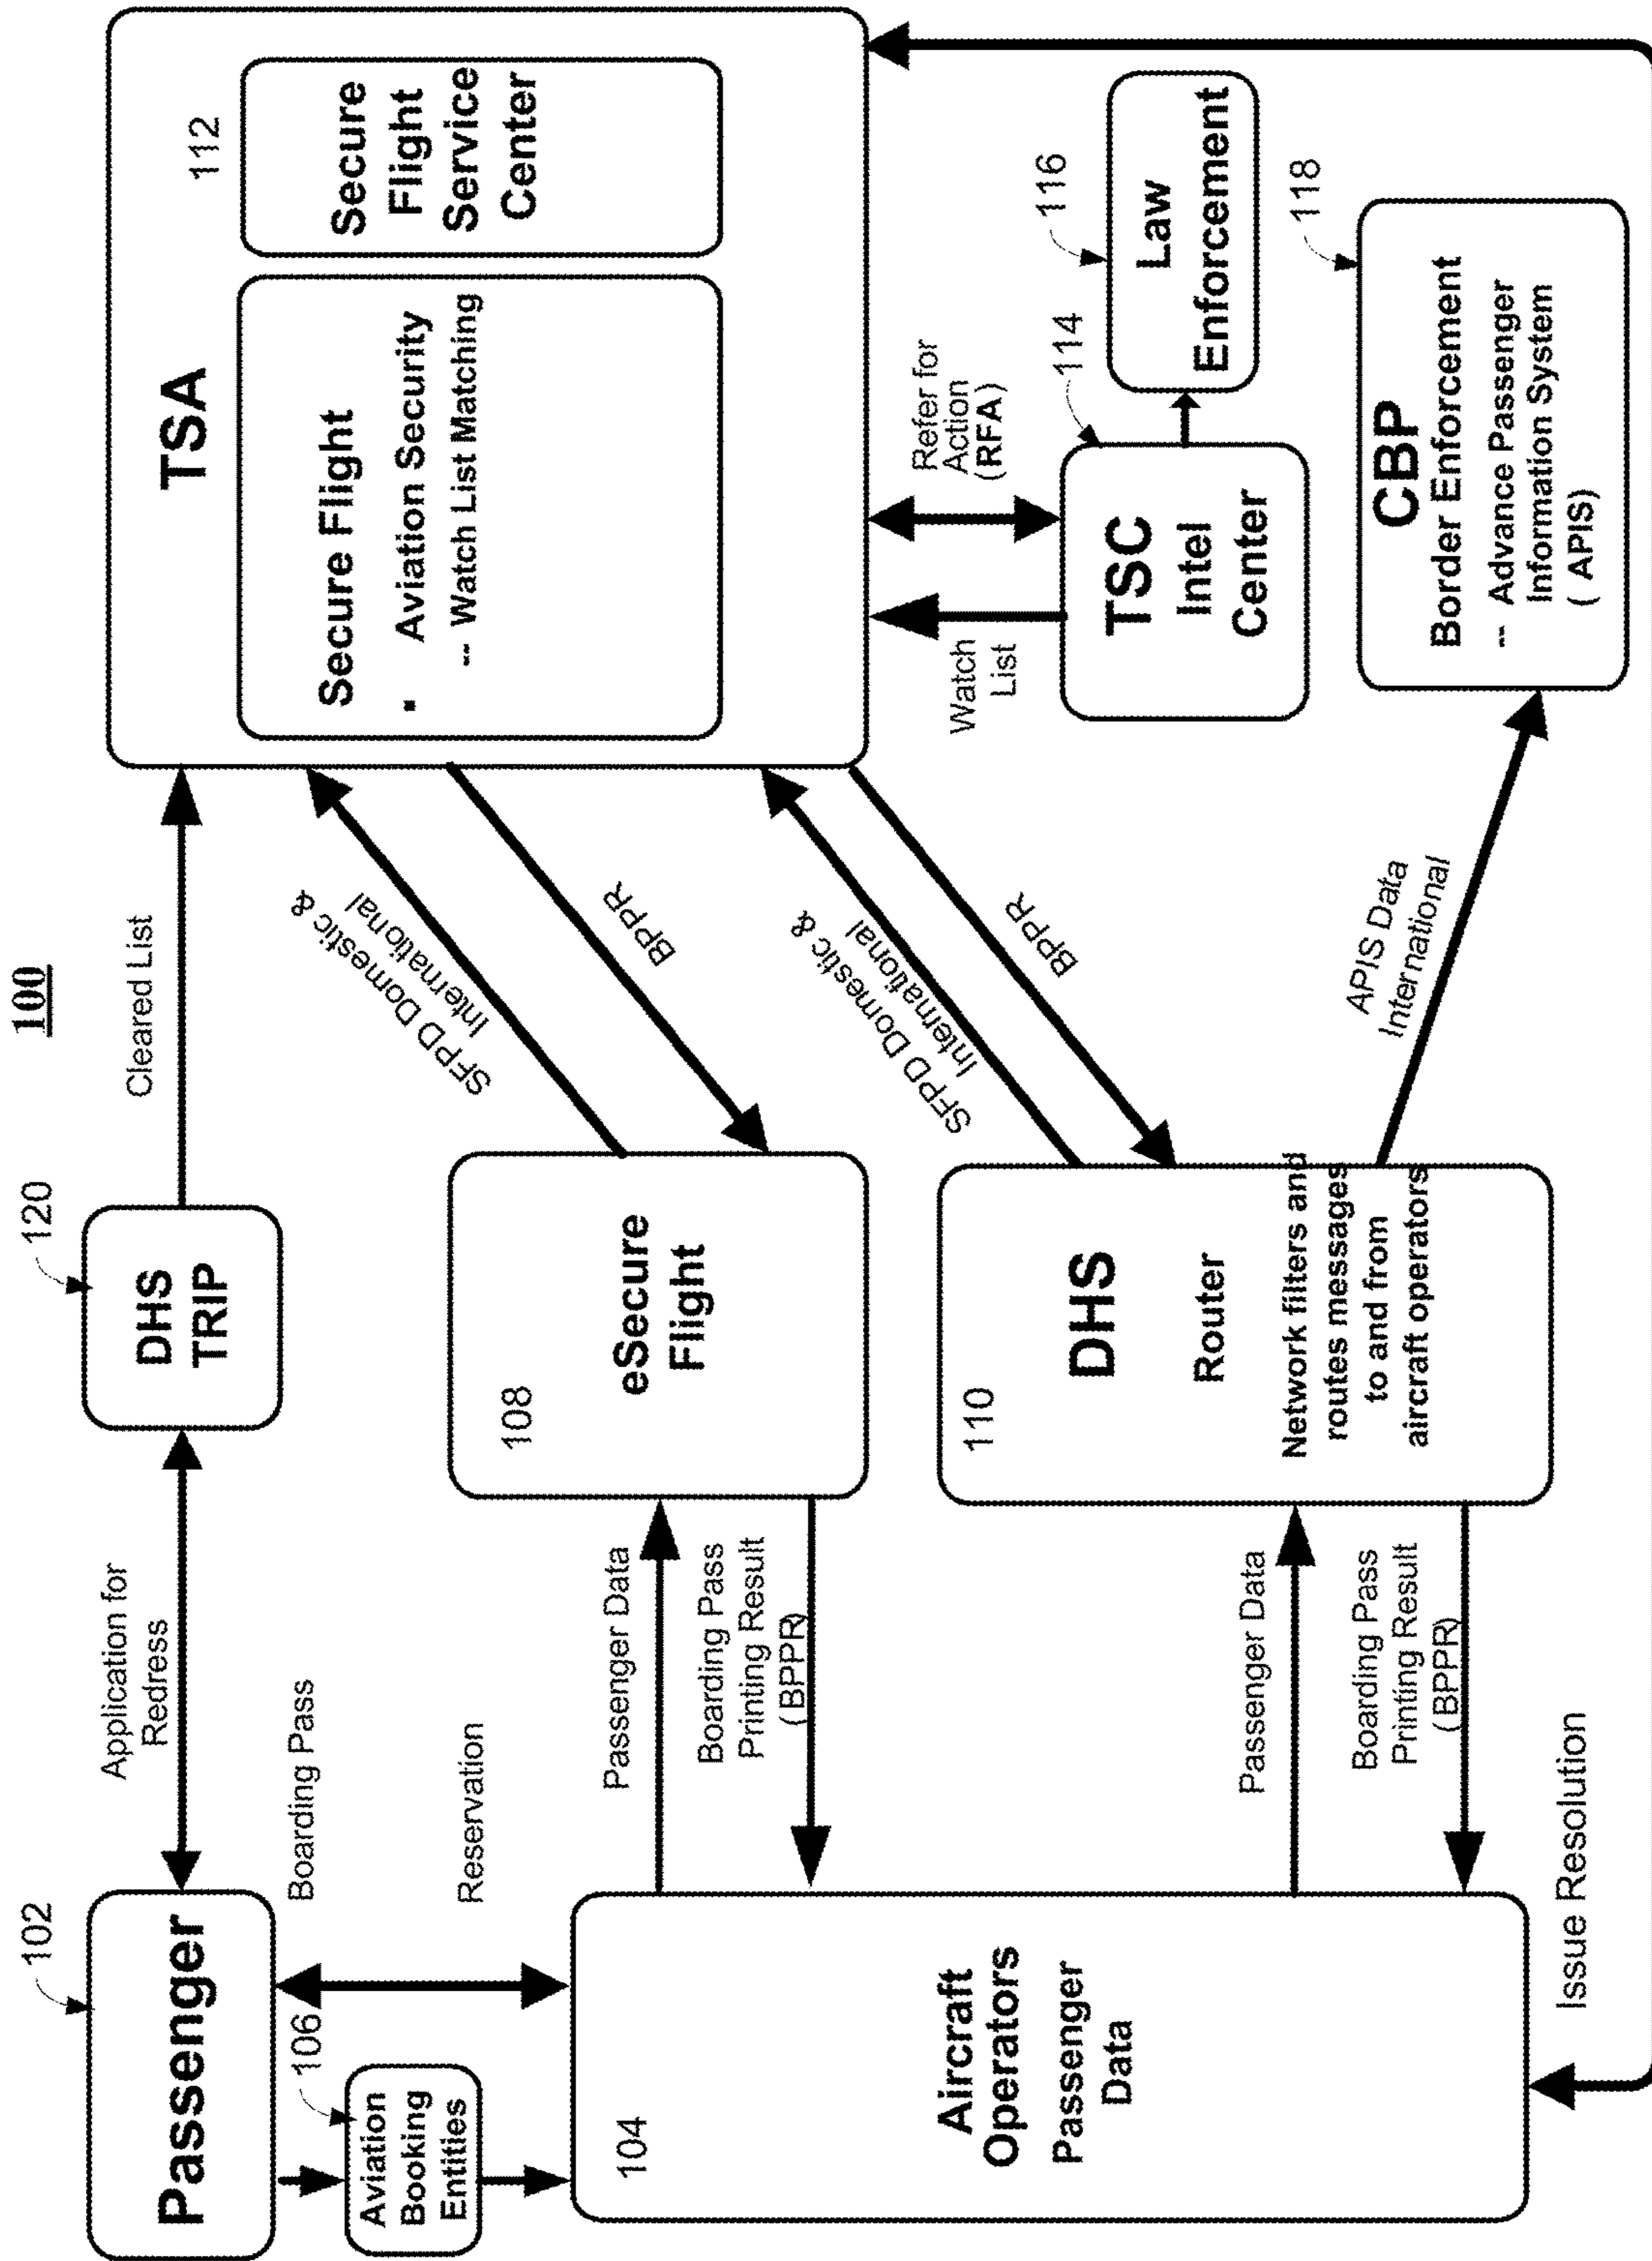 100
102
Passenger
Application for
Redress
120
DHS
TRIP
Cleared List
TSA
112
Secure Flight
▪ Aviation Security
-- Watch List Matching
Secure
Flight
Service
Center
Boarding Pass
Reservation
106
Aviation
Booking
Entities
104
Aircraft
Operators
Passenger
Data
Passenger Data
Boarding Pass
Printing Result
( BPPR)
108
eSecure
Flight
SFPD Domestic &
International
BPPR
Passenger Data
Boarding Pass
Printing Result
( BPPR)
110
DHS
Router
Network filters and
routes messages
to and from
aircraft operators
SFPD Domestic &
International
BPPR
APIS Data
International
Watch
List
Refer for
Action
(RFA)
114
TSC
Intel
Center
116
Law
Enforcement
118
CBP
Border Enforcement
-- Advance Passenger
Information System
( APIS)
Issue Resolution